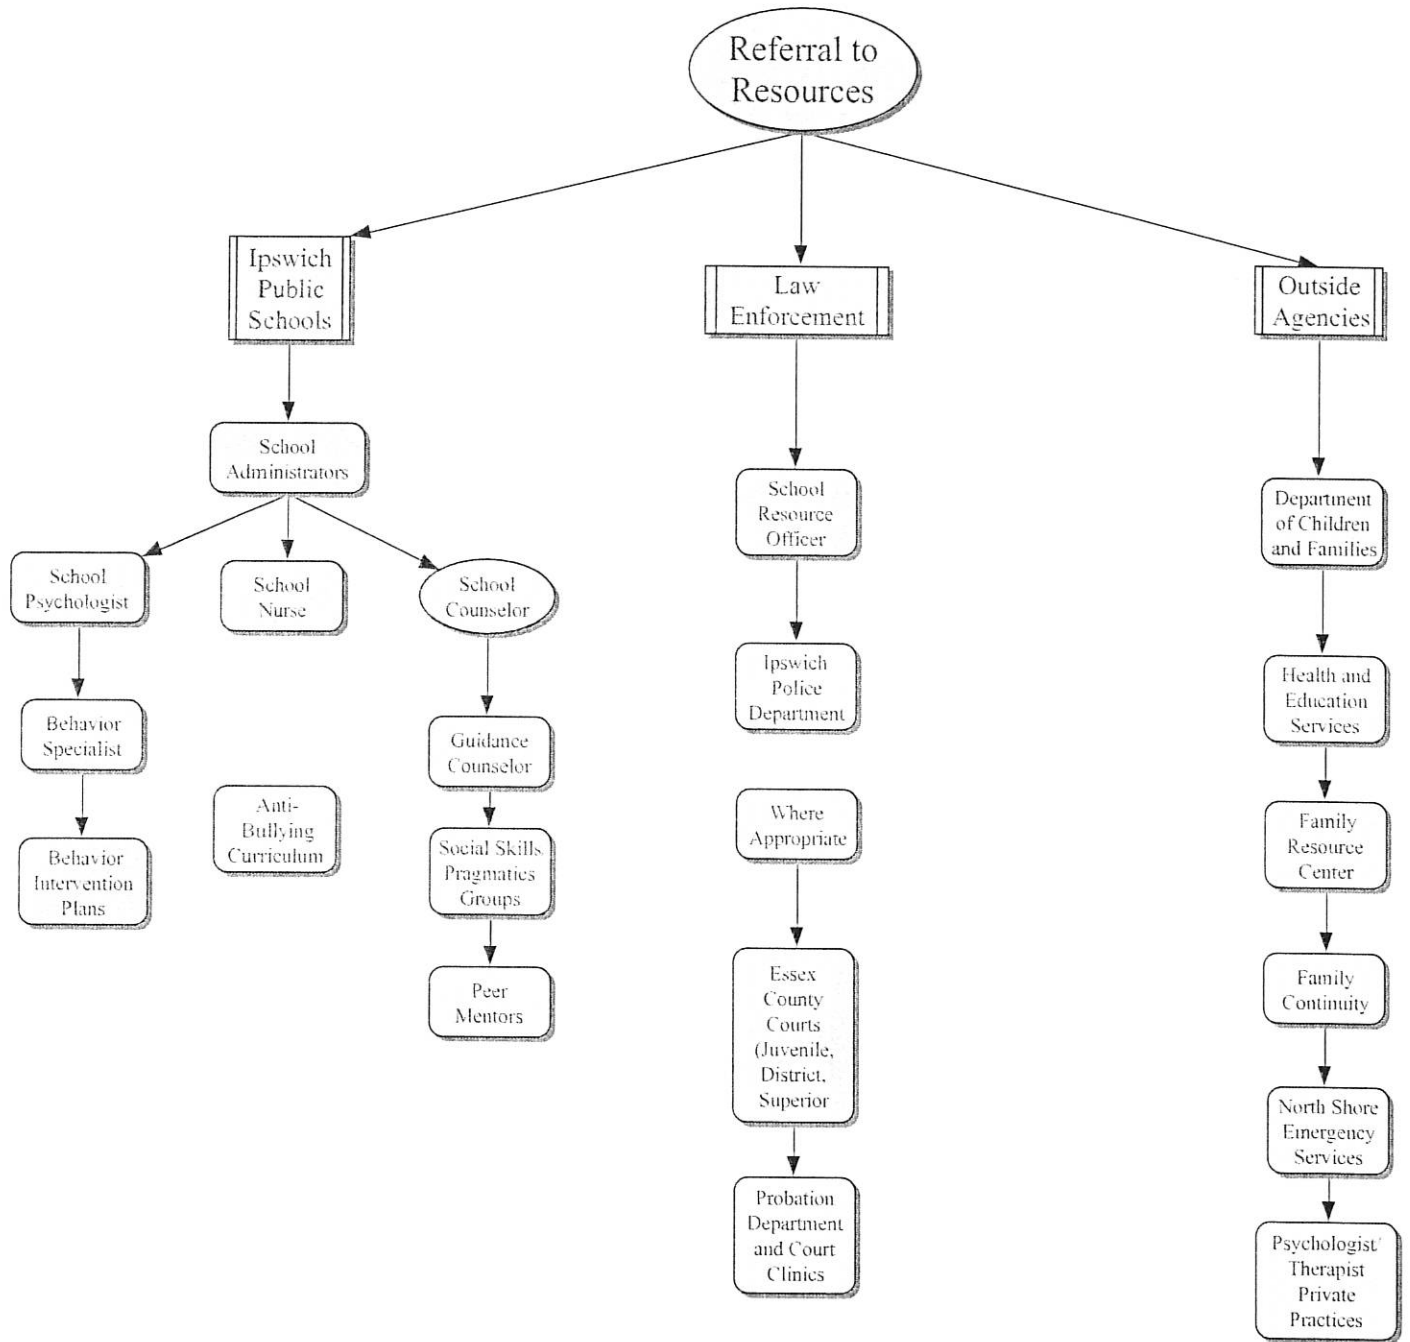 Referral to
Resources
Ipswich
Public
Schools
Law
Enforcement
Outside
Agencies
School
Administrators
School
Psychologist
School
Nurse
School
Counselor
Behavior
Specialist
Guidance
Counselor
Anti-
Bullying
Curriculum
Behavior
Intervention
Plans
Social Skills
Pragmatics
Groups
Peer
Mentors
School
Resource
Officer
Ipswich
Police
Department
Where
Appropriate
Essex
County
Courts
(Juvenile,
District,
Superior
Probation
Department
and Court
Clinics
Department
of Children
and Families
Health and
Education
Services
Family
Resource
Center
Family
Continuity
North Shore
Emergency
Services
Psychologist/
Therapist
Private
Practices